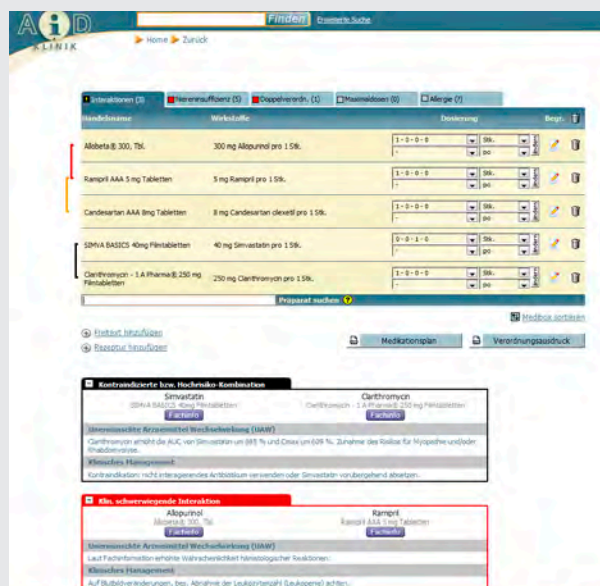 AiD
KLINIK
Finden
Erweiterte Suche
Home
Zurück
Interaktionen (3)
Niereninsuffizienz (5)
Doppelverordn. (1)
Maximaldosen (0)
Allergie (?)
Handelsname
Wirkstoffe
Dosierung
Begr.
Allobeta® 300, Tbl.
300 mg Allopurinol pro 1 Stk.
1 - 0 - 0 - 0
Stk.
-
po
ändern
Ramipril AAA 5 mg Tabletten
5 mg Ramipril pro 1 Stk.
1 - 0 - 0 - 0
Stk.
-
po
ändern
Candesartan AAA 8mg Tabletten
8 mg Candesartan cilexetil pro 1 Stk.
1 - 0 - 0 - 0
Stk.
-
po
ändern
SIMVA BASICS 40mg Filmtabletten
40 mg Simvastatin pro 1 Stk.
0 - 0 - 1 - 0
Stk.
-
po
ändern
Clarithromycin - 1 A Pharma® 250 mg
Filmtabletten
250 mg Clarithromycin pro 1 Stk.
1 - 0 - 0 - 0
Stk.
-
po
ändern
Präparat suchen ?
Medibox sortieren
Freitext hinzufügen
Rezeptur hinzufügen
Medikationsplan
Verordnungsausdruck
Kontraindizierte bzw. Hochrisiko-Kombination
Simvastatin
Clarithromycin
SIMVA BASICS 40mg Filmtabletten
Clarithromycin - 1 A Pharma® 250 mg Filmtabletten
Fachinfo
Fachinfo
Unerwünschte Arzneimittel Wechselwirkung (UAW)
Clarithromycin erhöht die AUC von Simvastatin um
% und Cmax um 609 %. Zunahme des Risikos für Myopathie und/oder
Rhabdomyolyse.
Klinisches Management
Kontraindikation: nicht interagierendes Antibiotikum verwenden oder Simvastatin vorübergehend absetzen.
Klin. schwerwiegende Interaktion
Allopurinol
Ramipril
Allobeta® 300, Tbl.
Ramipril AAA 5 mg Tabletten
Fachinfo
Fachinfo
Unerwünschte Arzneimittel Wechselwirkung (UAW)
Laut Fachinformation erhöhte Wahrscheinlichkeit hämatologischer Reaktionen.
Klinisches Management
Auf Blutbildveränderungen, bes. Abnahme der Leukozytenzahl (Leukopenie) achten.